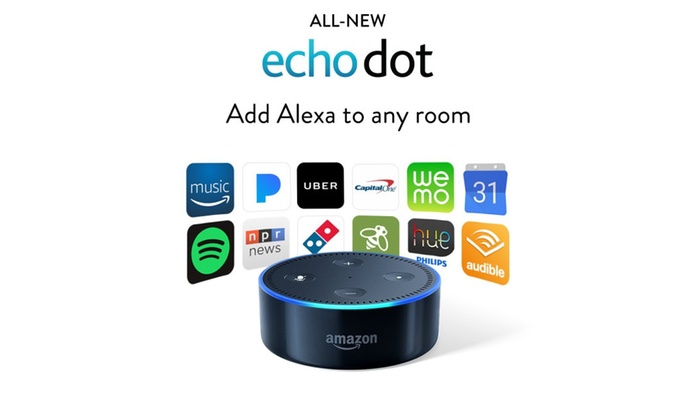 ALL-NEW
echo dot
Add Alexa to any room
music
UBER
Capital One
we
mo
31
npr
news
hue
PHILIPS
audible
amazon